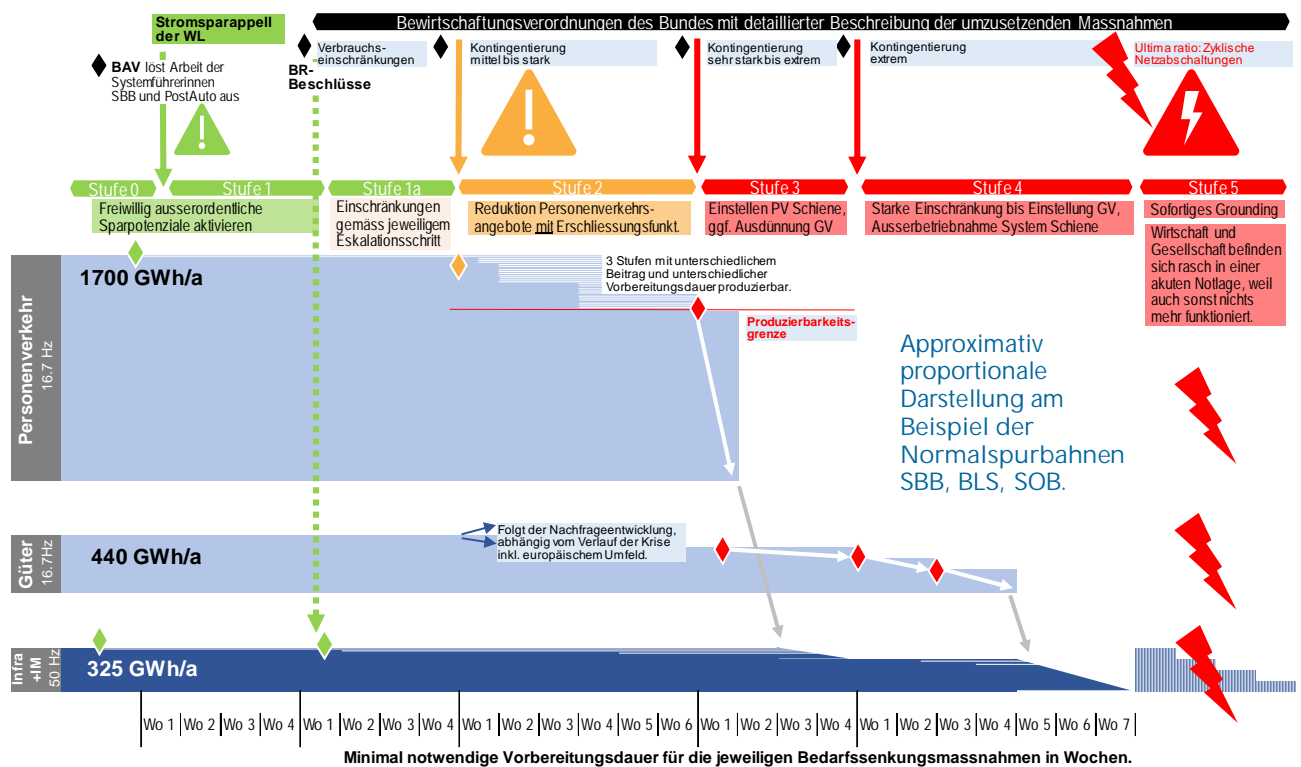 Stromsparappell
der WL
Bewirtschaftungsverordnungen des Bundes mit detaillierter Beschreibung der umzusetzenden Massnahmen
BAV löst Arbeit der
SystemführerInnen
SBB und PostAuto aus
BR-
Beschlüsse
Verbrauchs-
einschränkungen
Kontingentierung
mittel bis stark
Kontingentierung
sehr stark bis extrem
Kontingentierung
extrem
Ultima ratio: Zyklische
Netzabschaltungen
Stufe 0
Stufe 1
Stufe 1a
Stufe 2
Stufe 3
Stufe 4
Stufe 5
Freiwillig ausserordentliche
Sparpotenziale aktivieren
Einschränkungen
gemäss jeweiligem
Eskalationsschritt
Reduktion Personenverkehrs-
angebote mit Erschliessungsfunkt.
Einstellen PV Schiene,
ggf. Ausdünnung GV
Starke Einschränkung bis Einstellung GV,
Ausserbetriebnahme System Schiene
Sofortiges Grounding
Wirtschaft und
Gesellschaft befinden
sich rasch in einer
akuten Notlage, weil
auch sonst nichts
mehr funktioniert.
Personenverkehr
16.7 Hz
1700 GWh/a
3 Stufen mit unterschiedlichem
Beitrag und unterschiedlicher
Vorbereitungsdauer produzierbar.
Produzierbarkeits-
grenze
Approximativ
proportionale
Darstellung am
Beispiel der
Normalspurbahnen
SBB, BLS, SOB.
Güter
16.7Hz
440 GWh/a
Folgt der Nachfrageentwicklung,
abhängig vom Verlauf der Krise
inkl. europäischem Umfeld.
Infra
+IM
50 Hz
325 GWh/a
Wo 1 Wo 2 Wo 3 Wo 4 Wo 1 Wo 2 Wo 3 Wo 4 Wo 1 Wo 2 Wo 3 Wo 4 Wo 5 Wo 6 Wo 1 Wo 2 Wo 3 Wo 4 Wo 1 Wo 2 Wo 3 Wo 4 Wo 5 Wo 6 Wo 7
Minimal notwendige Vorbereitungsdauer für die jeweiligen Bedarfssenkungsmassnahmen in Wochen.